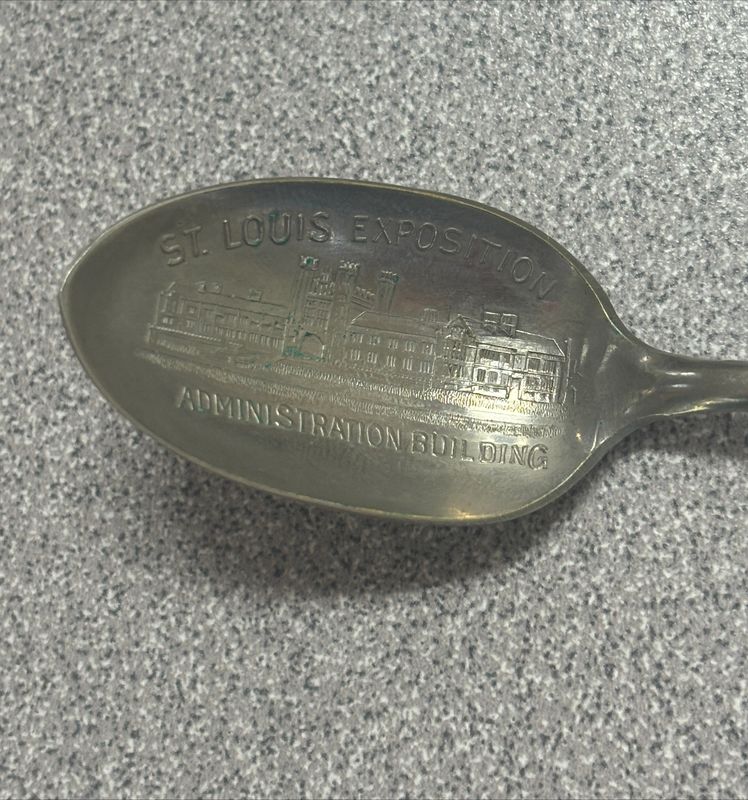 ST. LOUIS EXPOSITION
ADMINISTRATION BUILDING